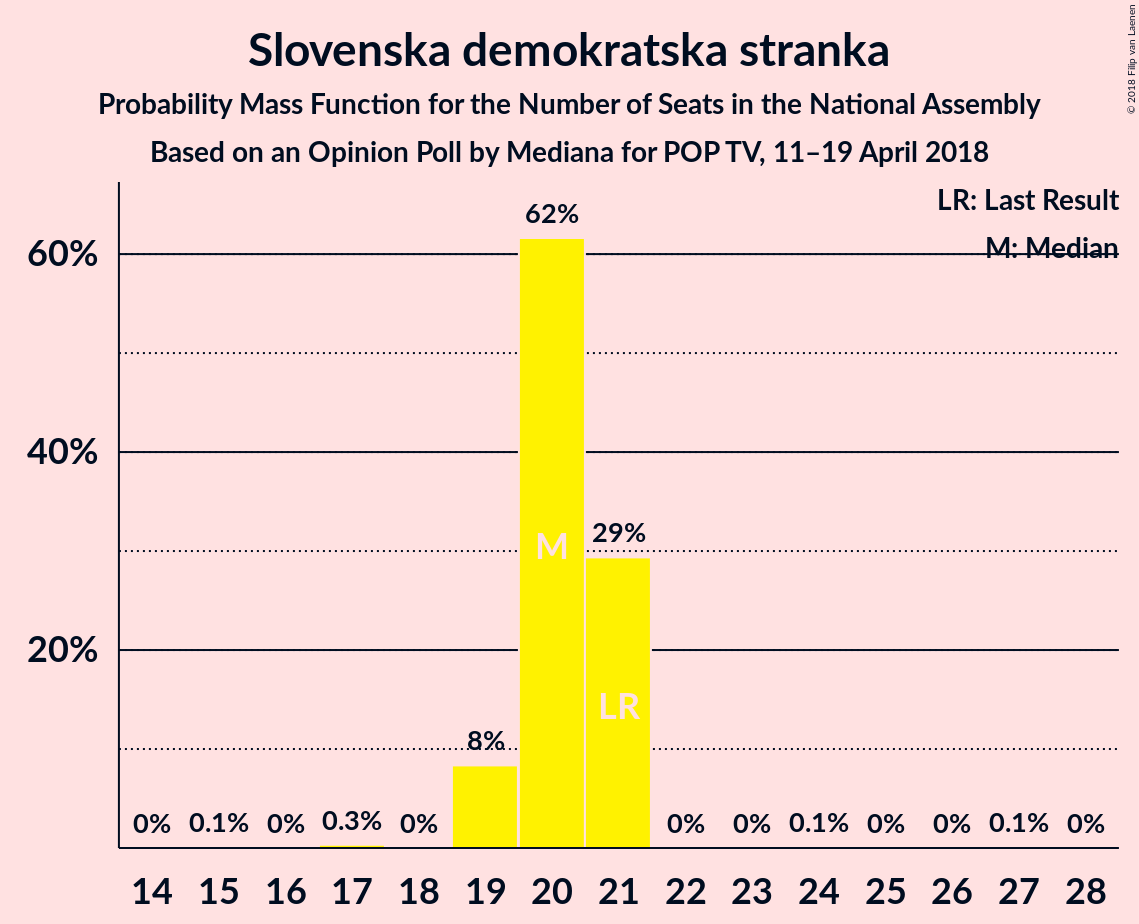 Slovenska demokratska stranka
Probability Mass Function for the Number of Seats in the National Assembly
Based on an Opinion Poll by Mediana for POP TV, 11–19 April 2018
© 2018 Filip van Laenen
LR: Last Result
M: Median
60%
40%
20%
0%
0.1%
0%
0.3%
0%
8%
62%
29%
0%
0%
0.1%
0%
0%
0.1%
0%
M
LR
14 15 16 17 18 19 20 21 22 23 24 25 26 27 28